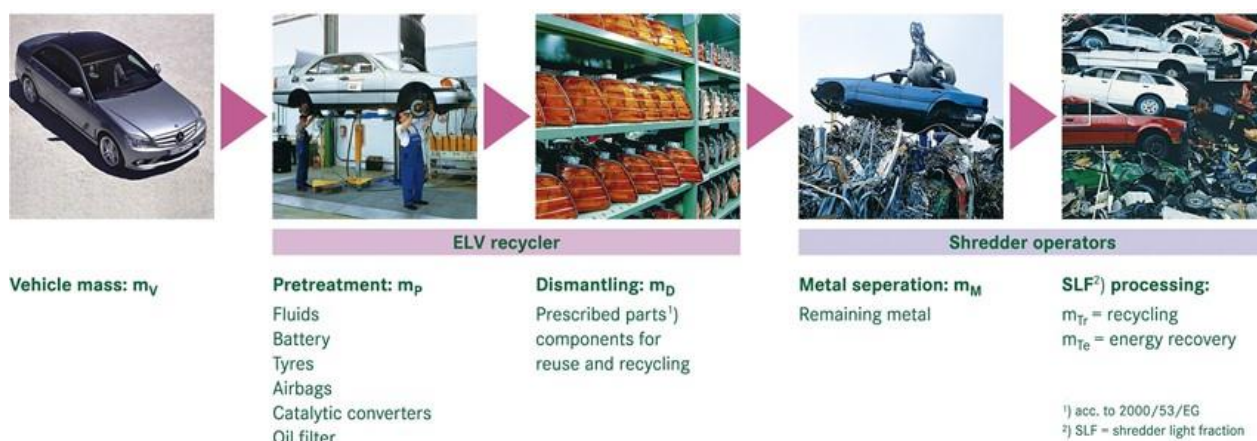 ELV recycler
Shredder operators
Vehicle mass: mV
Pretreatment: mP
Fluids
Battery
Tyres
Airbags
Catalytic converters
Oil filter
Dismantling: mD
Prescribed parts1)
components for
reuse and recycling
Metal seperation: mM
Remaining metal
SLF2) processing:
mTr = recycling
mTe = energy recovery
1) acc. to 2000/53/EG
2) SLF = shredder light fraction